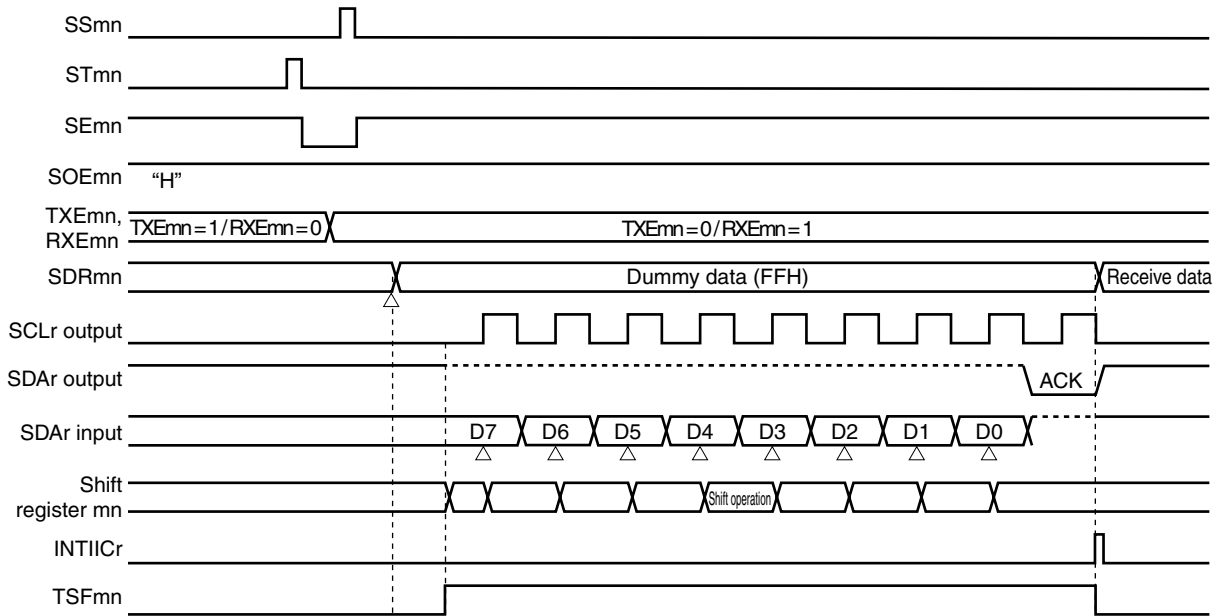 SSmn
STmn
SEmn
SOEmn “H”
TXEmn,
RXEmn
TXEmn=1/RXEmn=0 TXEmn=0/RXEmn=1
SDRmn Dummy data (FFH) Receive data
SCLr output
SDAr output ACK
SDAr input D7 D6 D5 D4 D3 D2 D1 D0
Shift
register mn
Shift operation
INTIICr
TSFmn